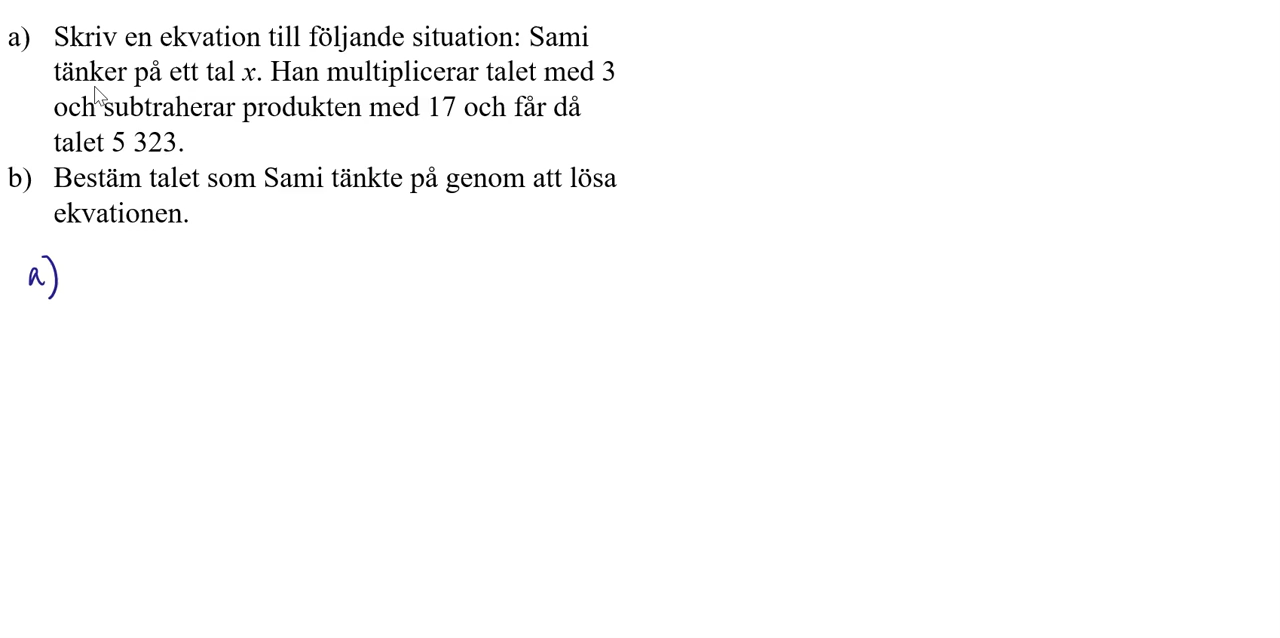 a) Skriv en ekvation till följande situation: Sami
tänker på ett tal x. Han multiplicerar talet med 3
och subtraherar produkten med 17 och får då
talet 5 323.
b) Bestäm talet som Sami tänkte på genom att lösa
ekvationen.
a)